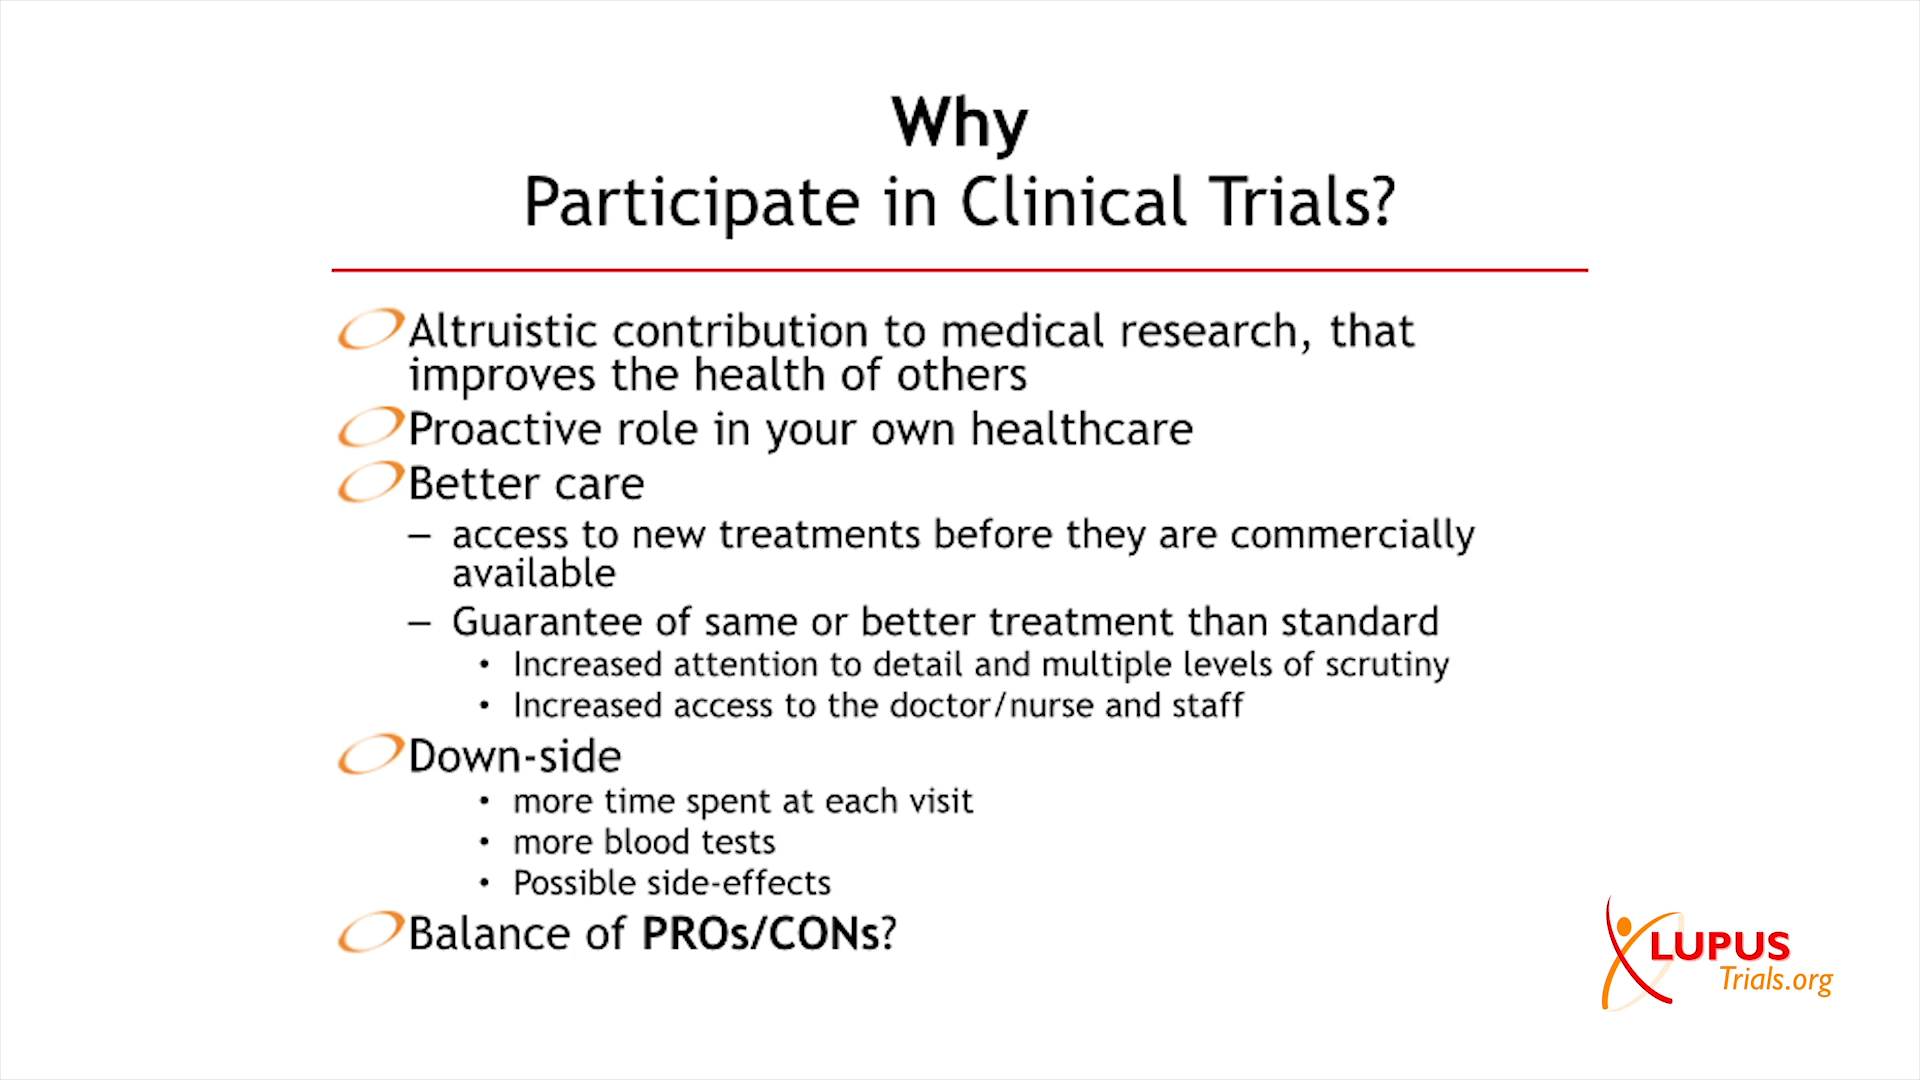 Why
Participate in Clinical Trials?
Altruistic contribution to medical research, that
improves the health of others
Proactive role in your own healthcare
Better care
– access to new treatments before they are commercially
available
– Guarantee of same or better treatment than standard
• Increased attention to detail and multiple levels of scrutiny
• Increased access to the doctor/nurse and staff
Down-side
• more time spent at each visit
• more blood tests
• Possible side-effects
Balance of PROs/CONs?
LUPUS
Trials.org